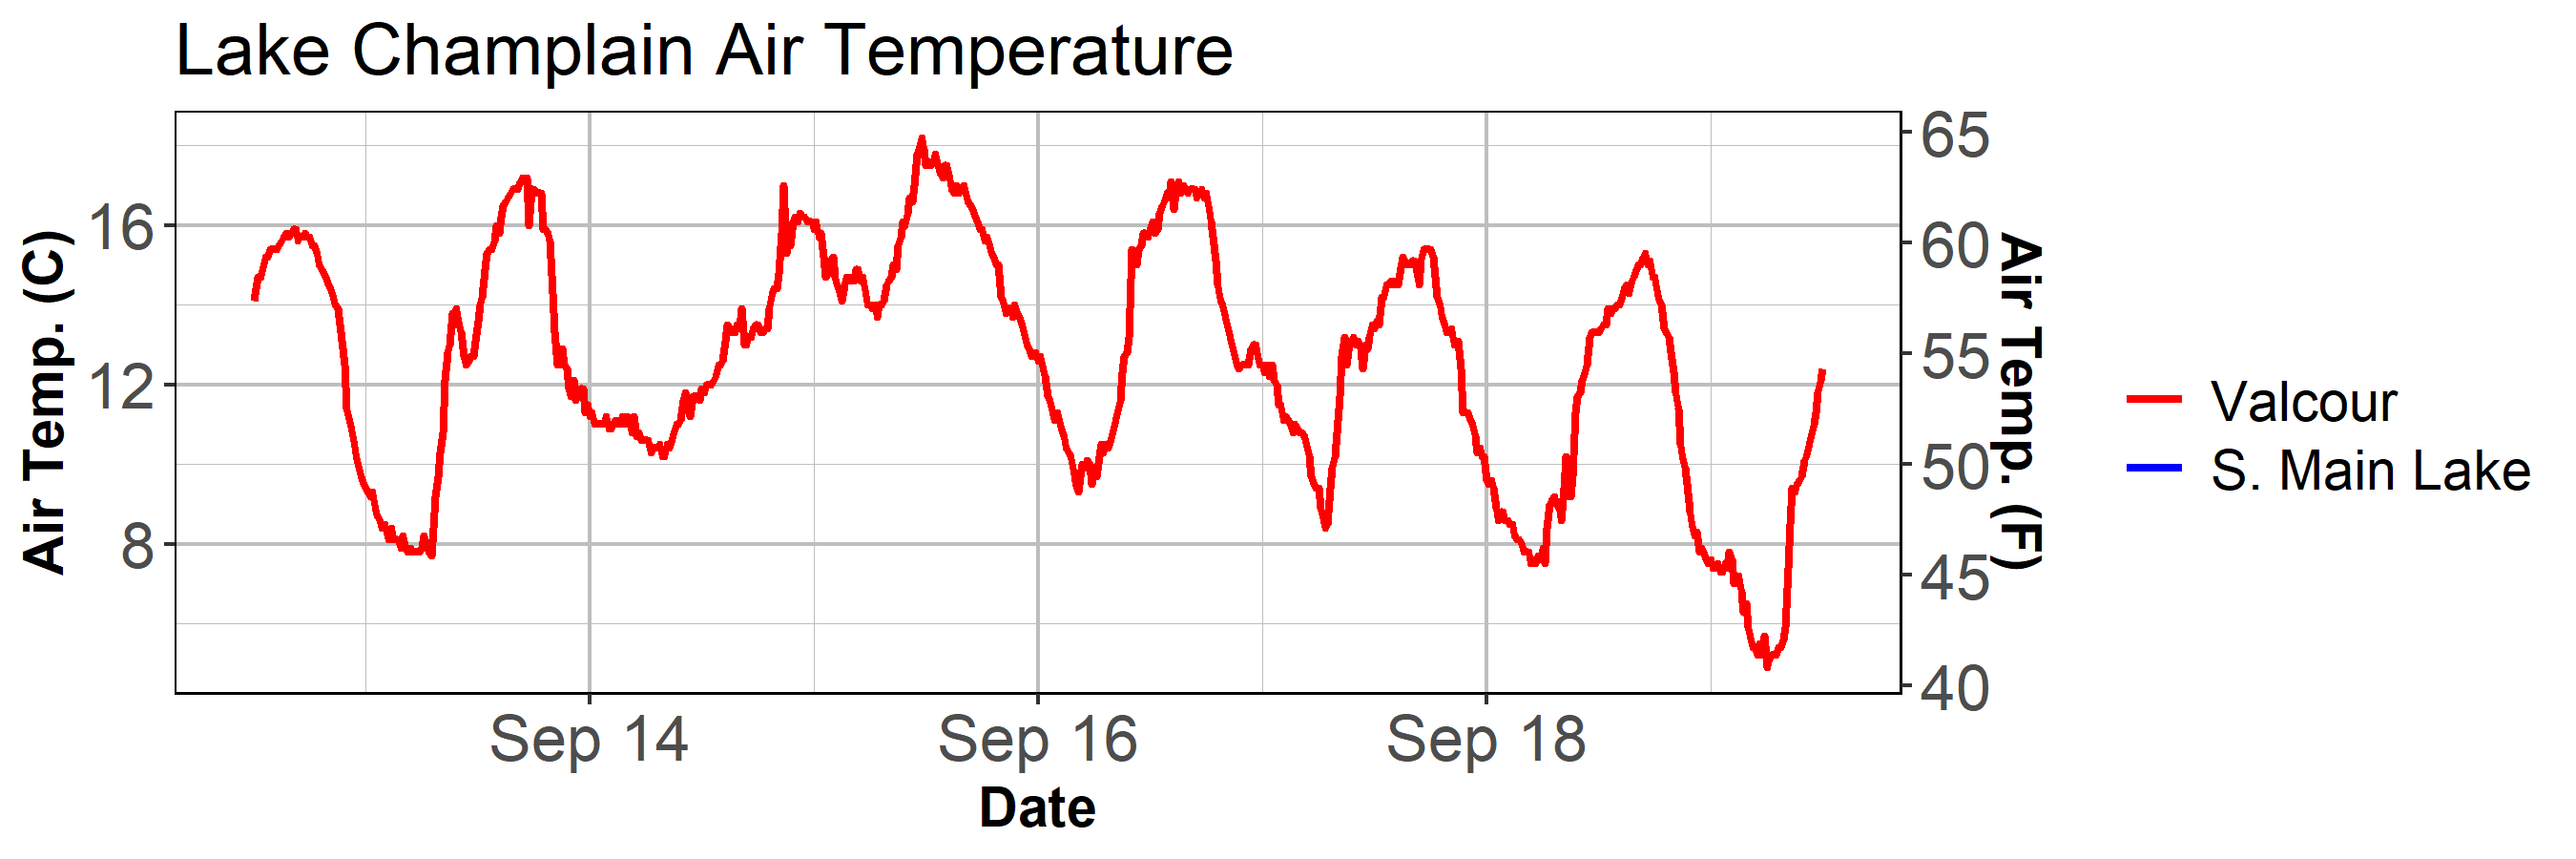 Lake Champlain Air Temperature
Air Temp. (C)
16
12
8
65
60
55
50
45
40
Air Temp. (F)
Sep 14
Sep 16
Sep 18
Date
Valcour
S. Main Lake